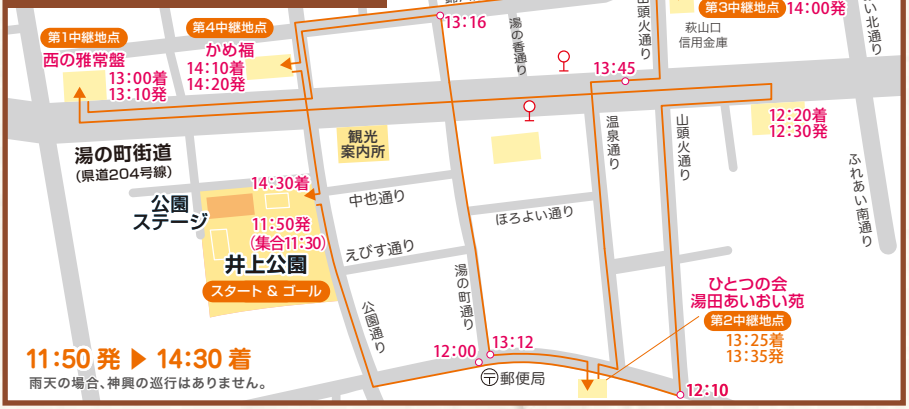 13:16
湯の香通り
山頭火通り
第3中継地点
14:00発
萩山口
信用金庫
い北通り
第1中継地点
西の雅常盤
13:00着
13:10発
第4中継地点
かめ福
14:10着
14:20発
13:45
12:20着
12:30発
湯の町街道
(県道204号線)
観光
案内所
温泉通り
山頭火通り
ふれあい南通り
14:30着
公園
ステージ
11:50発
(集合11:30)
井上公園
スタート & ゴール
中也通り
ほろよい通り
えびす通り
湯の町通り
公園通り
ひとつの会
湯田あいおい苑
第2中継地点
13:25着
13:35発
12:00
13:12
〒郵便局
12:10
11:50 発 ▶ 14:30 着
雨天の場合、神興の巡行はありません。